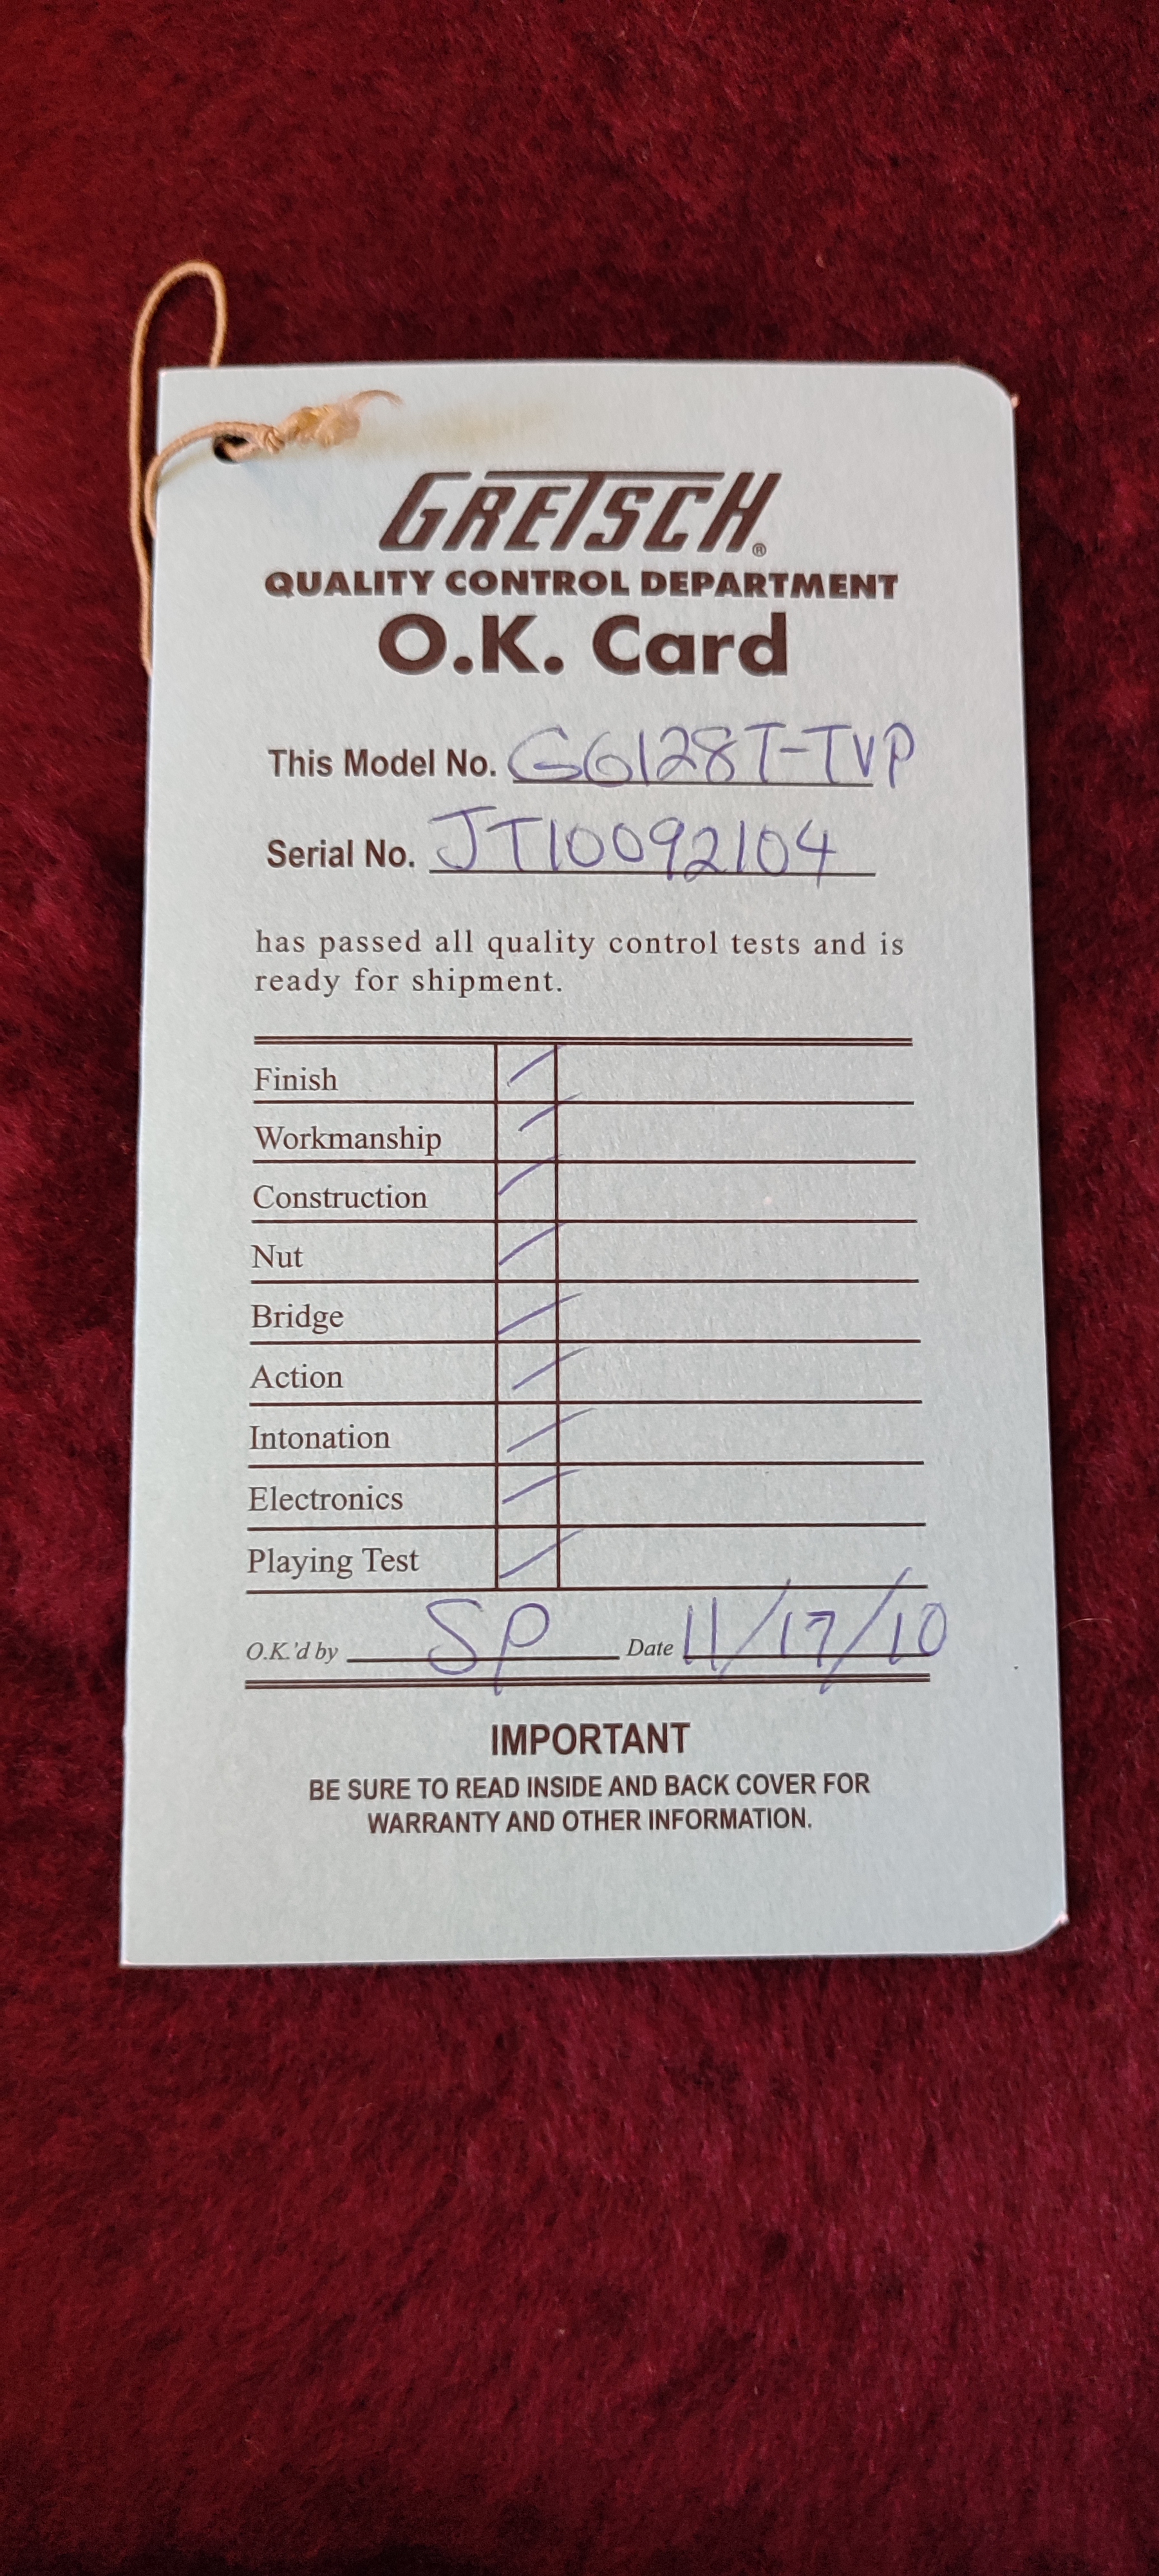 GRETSCH®
QUALITY CONTROL DEPARTMENT
O.K. Card
This Model No. G6128T-TVP
Serial No. JT10092104
has passed all quality control tests and is
ready for shipment.
Finish
Workmanship
Construction
Nut
Bridge
Action
Intonation
Electronics
Playing Test
O.K.'d by SP Date 11/17/10
IMPORTANT
BE SURE TO READ INSIDE AND BACK COVER FOR
WARRANTY AND OTHER INFORMATION.